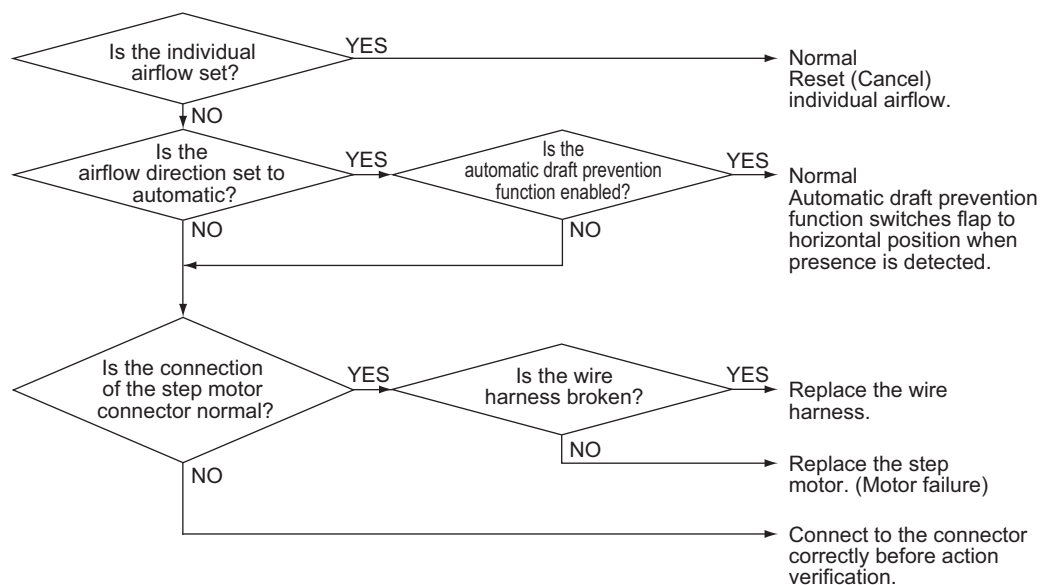 Is the individual
airflow set?
YES
Normal
Reset (Cancel)
individual airflow.
NO
Is the
airflow direction set to
automatic?
YES
Is the
automatic draft prevention
function enabled?
YES
Normal
Automatic draft prevention
function switches flap to
horizontal position when
presence is detected.
NO
NO
Is the connection
of the step motor
connector normal?
YES
Is the wire
harness broken?
YES
Replace the wire
harness.
NO
Replace the step
motor. (Motor failure)
NO
Connect to the connector
correctly before action
verification.